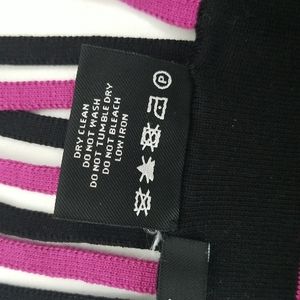 DRY CLEAN
DO NOT WASH
DO NOT TUMBLE DRY
DO NOT BLEACH
LOW IRON
P